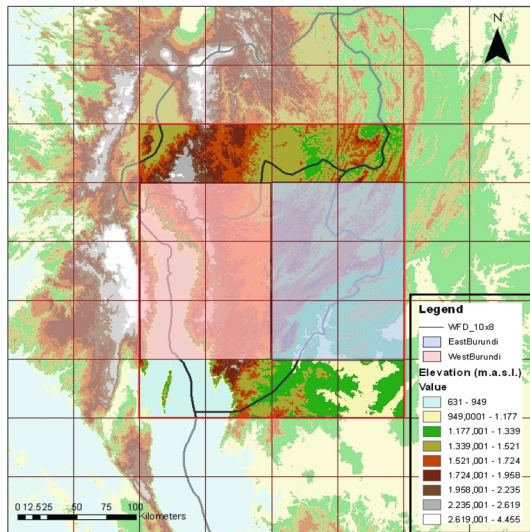 N
Legend
WFD_10x8
EastBurundi
WestBurundi
Elevation (m.a.s.l.)
Value
631 - 949
949,0001 - 1.177
1.177,001 - 1.339
1.339,001 - 1.521
1.521,001 - 1.724
1.724,001 - 1.958
1.958,001 - 2.235
2.235,001 - 2.619
2.619,001 - 4.455
0 12.5 25 50 75 100
Kilometers